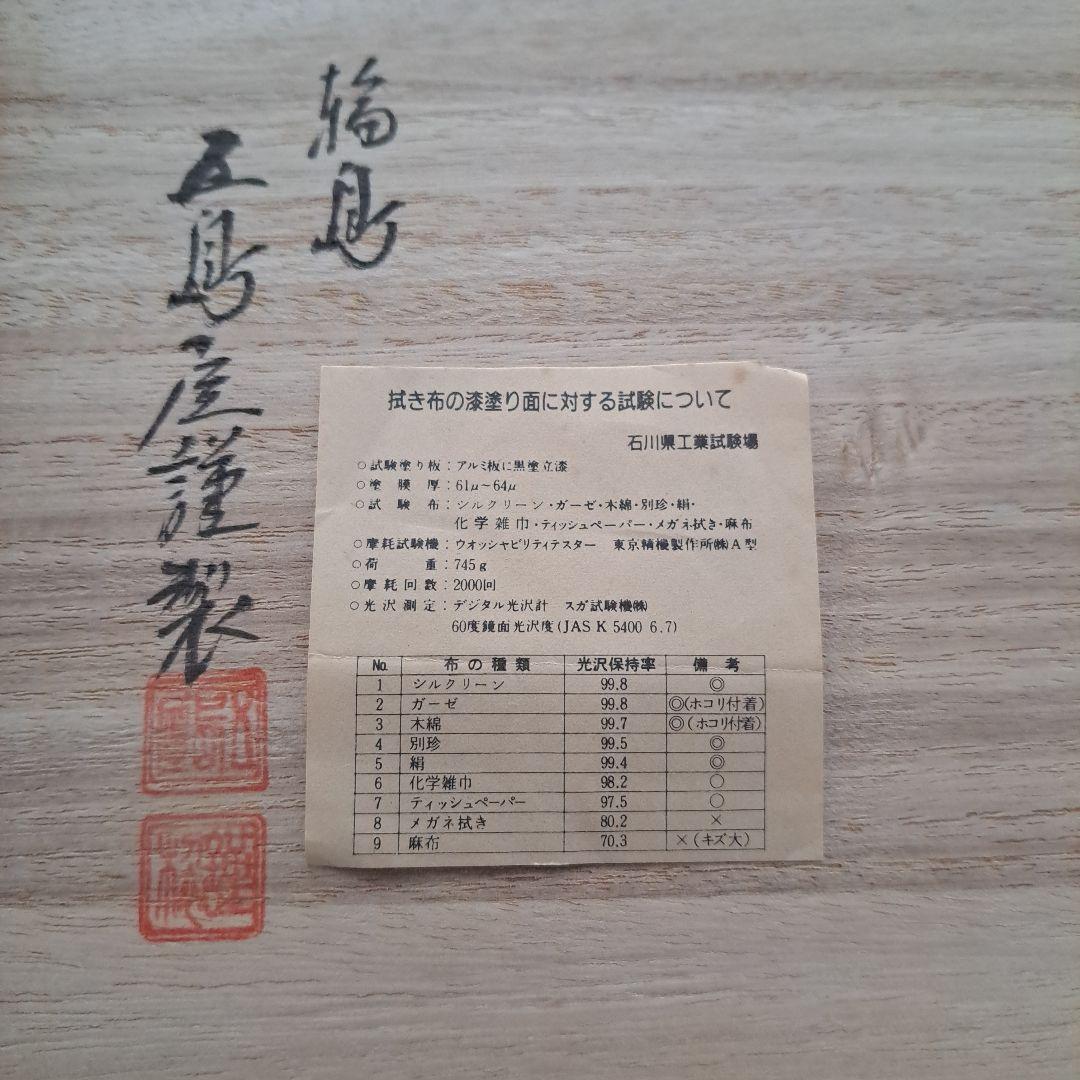 輪島
五島屋謹製
拭き布の漆塗り面に対する試験について
石川県工業試験場
○試験塗り板：アルミ板に黒塗立漆
○塗膜厚：61μ～64μ
○試験布：シルクリーン・ガーゼ・木綿・別珍・絹・
化学雑巾・ティッシュペーパー・メガネ拭き・麻布
○摩耗試験機：ウオッシャビリティテスター 東京精機製作所㈱A型
○荷重：745g
○摩耗回数：2000回
○光沢測定：デジタル光沢計 スガ試験機㈱
60度鏡面光沢度(JAS K 5400 6.7)
No. 布の種類 光沢保持率 備考
1 シルクリーン 99.8 ◎
2 ガーゼ 99.8 ◎(ホコリ付着)
3 木綿 99.7 ◎(ホコリ付着)
4 別珍 99.5 ◎
5 絹 99.4 ◎
6 化学雑巾 98.2 ○
7 ティッシュペーパー 97.5 ○
8 メガネ拭き 80.2 ×
9 麻布 70.3 ×(キズ大)